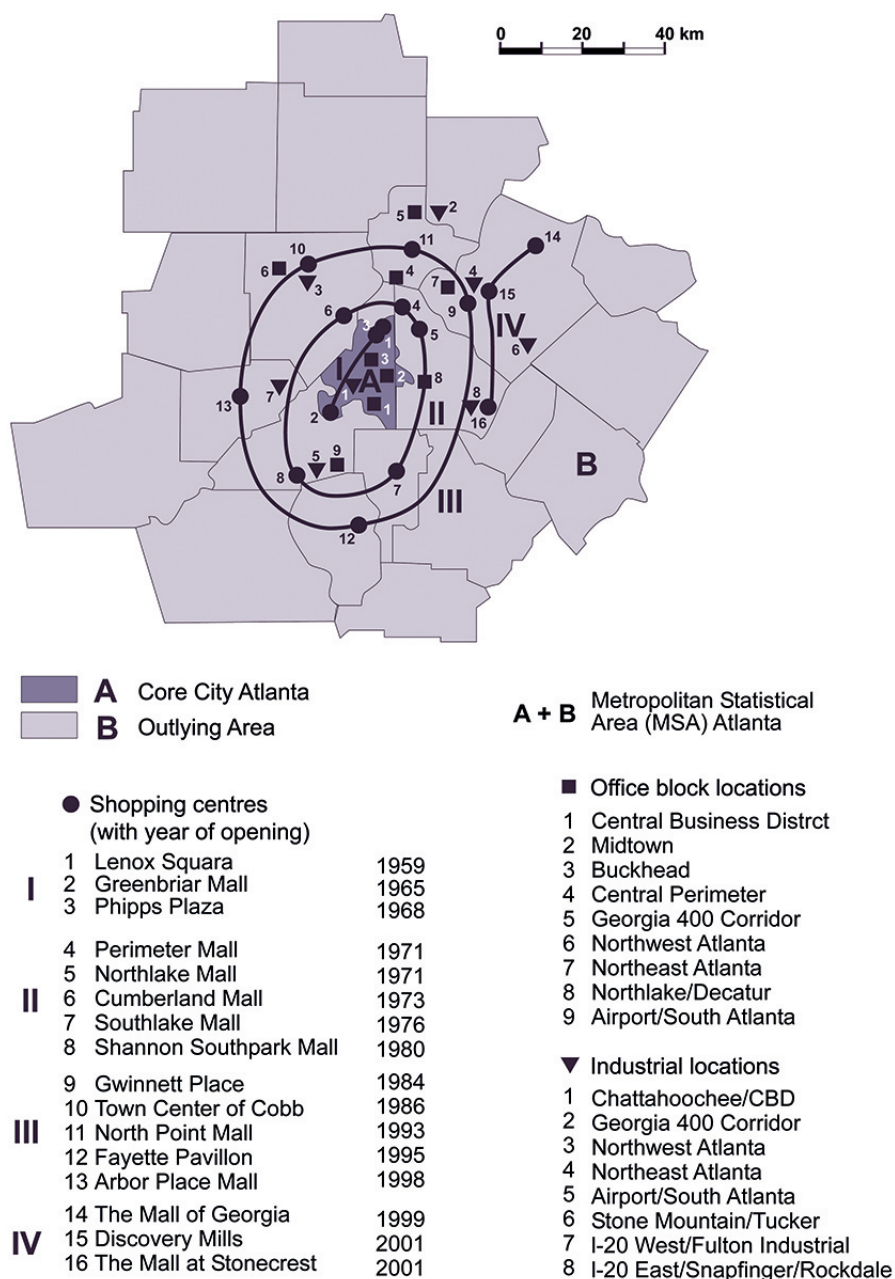 0 20 40 km
5 2
14
10 11
6 3 4 7 4 15
9
6 4 IV
3 5 6
1
I 3
7 A 2 8
1 8
13 2 1 II 16
B
5 9
8 7
III
12
A Core City Atlanta
B Outlying Area
A + B Metropolitan Statistical
Area (MSA) Atlanta
Shopping centres
(with year of opening)
I
1 Lenox Squara 1959
2 Greenbriar Mall 1965
3 Phipps Plaza 1968
II
4 Perimeter Mall 1971
5 Northlake Mall 1971
6 Cumberland Mall 1973
7 Southlake Mall 1976
8 Shannon Southpark Mall 1980
III
9 Gwinnett Place 1984
10 Town Center of Cobb 1986
11 North Point Mall 1993
12 Fayette Pavillon 1995
13 Arbor Place Mall 1998
IV
14 The Mall of Georgia 1999
15 Discovery Mills 2001
16 The Mall at Stonecrest 2001
Office block locations
1 Central Business Distrct
2 Midtown
3 Buckhead
4 Central Perimeter
5 Georgia 400 Corridor
6 Northwest Atlanta
7 Northeast Atlanta
8 Northlake/Decatur
9 Airport/South Atlanta
Industrial locations
1 Chattahoochee/CBD
2 Georgia 400 Corridor
3 Northwest Atlanta
4 Northeast Atlanta
5 Airport/South Atlanta
6 Stone Mountain/Tucker
7 I-20 West/Fulton Industrial
8 I-20 East/Snapfinger/Rockdale